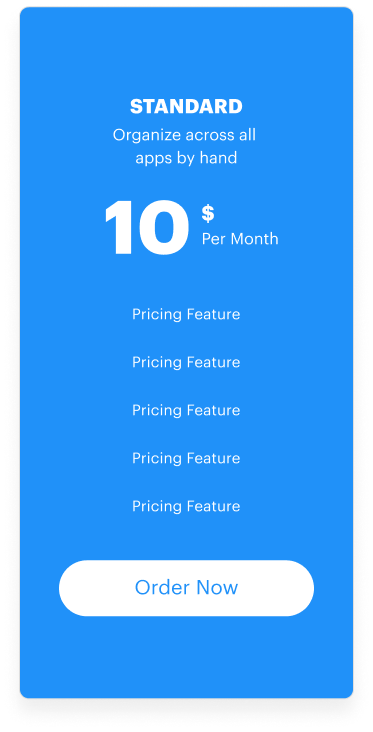 STANDARD
Organize across all
apps by hand
10 $
Per Month
Pricing Feature
Pricing Feature
Pricing Feature
Pricing Feature
Pricing Feature
Order Now